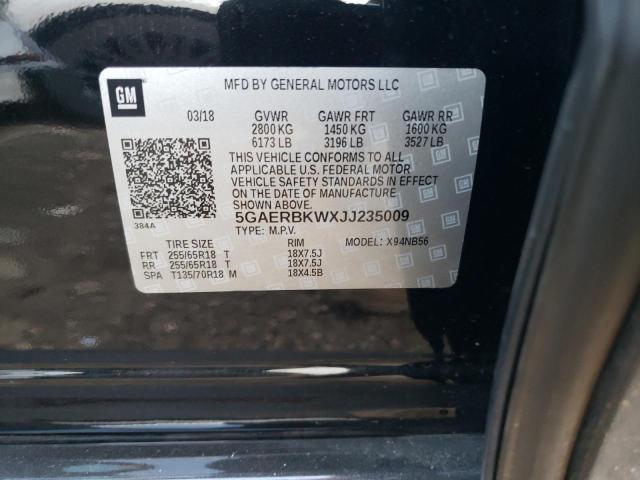 GM
MFD BY GENERAL MOTORS LLC
03/18 GVWR GAWR FRT GAWR RR
2800 KG 1450 KG 1600 KG
6173 LB 3196 LB 3527 LB
THIS VEHICLE CONFORMS TO ALL
APPLICABLE U.S. FEDERAL MOTOR
VEHICLE SAFETY STANDARDS IN EFFECT
ON THE DATE OF MANUFACTURE
SHOWN ABOVE.
384A
5GAERBKWXJJ235009
TYPE: M.P.V. MODEL: X94NB56
TIRE SIZE RIM
FRT 255/65R18 T 18X7.5J
RR 255/65R18 T 18X7.5J
SPA T135/70R18 M 18X4.5B